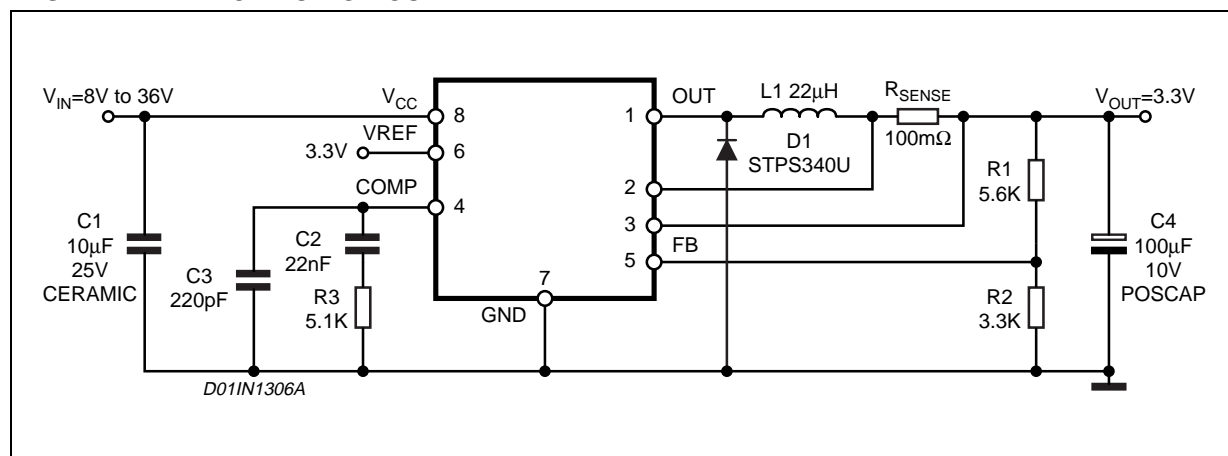 V_IN=8V to 36V
V_CC
8
VREF
3.3V
6
COMP
4
C1
10μF
25V
CERAMIC
C3
220pF
C2
22nF
R3
5.1K
7
GND
D01IN1306A
OUT
1
2
3
FB
5
L1 22μH
D1
STPS340U
R_SENSE
100mΩ
V_OUT=3.3V
R1
5.6K
R2
3.3K
C4
100μF
10V
POSCAP